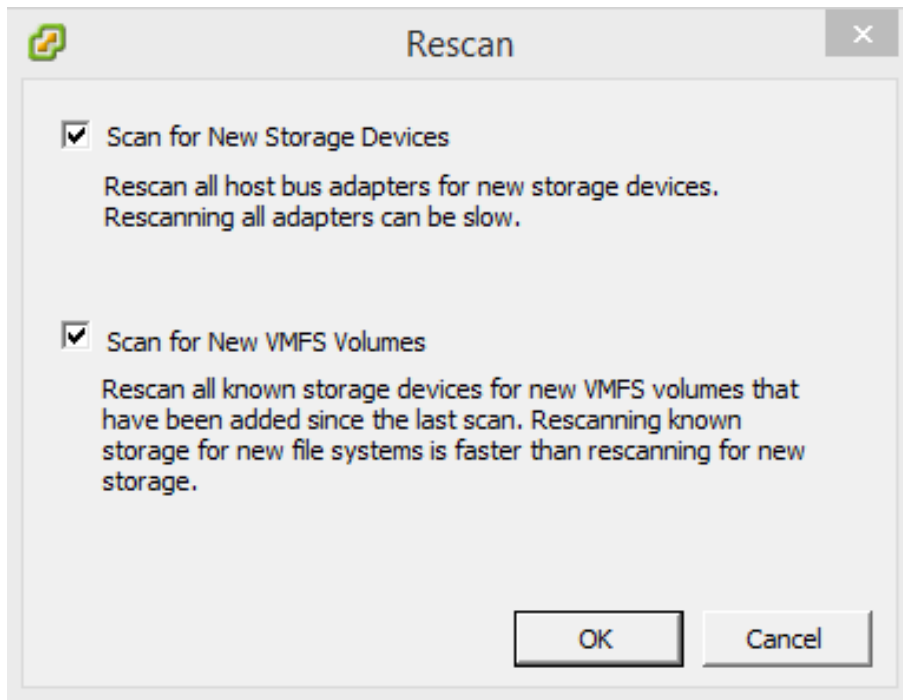 Rescan
Scan for New Storage Devices
Rescan all host bus adapters for new storage devices.
Rescanning all adapters can be slow.
Scan for New VMFS Volumes
Rescan all known storage devices for new VMFS volumes that
have been added since the last scan. Rescanning known
storage for new file systems is faster than rescanning for new
storage.
OK Cancel